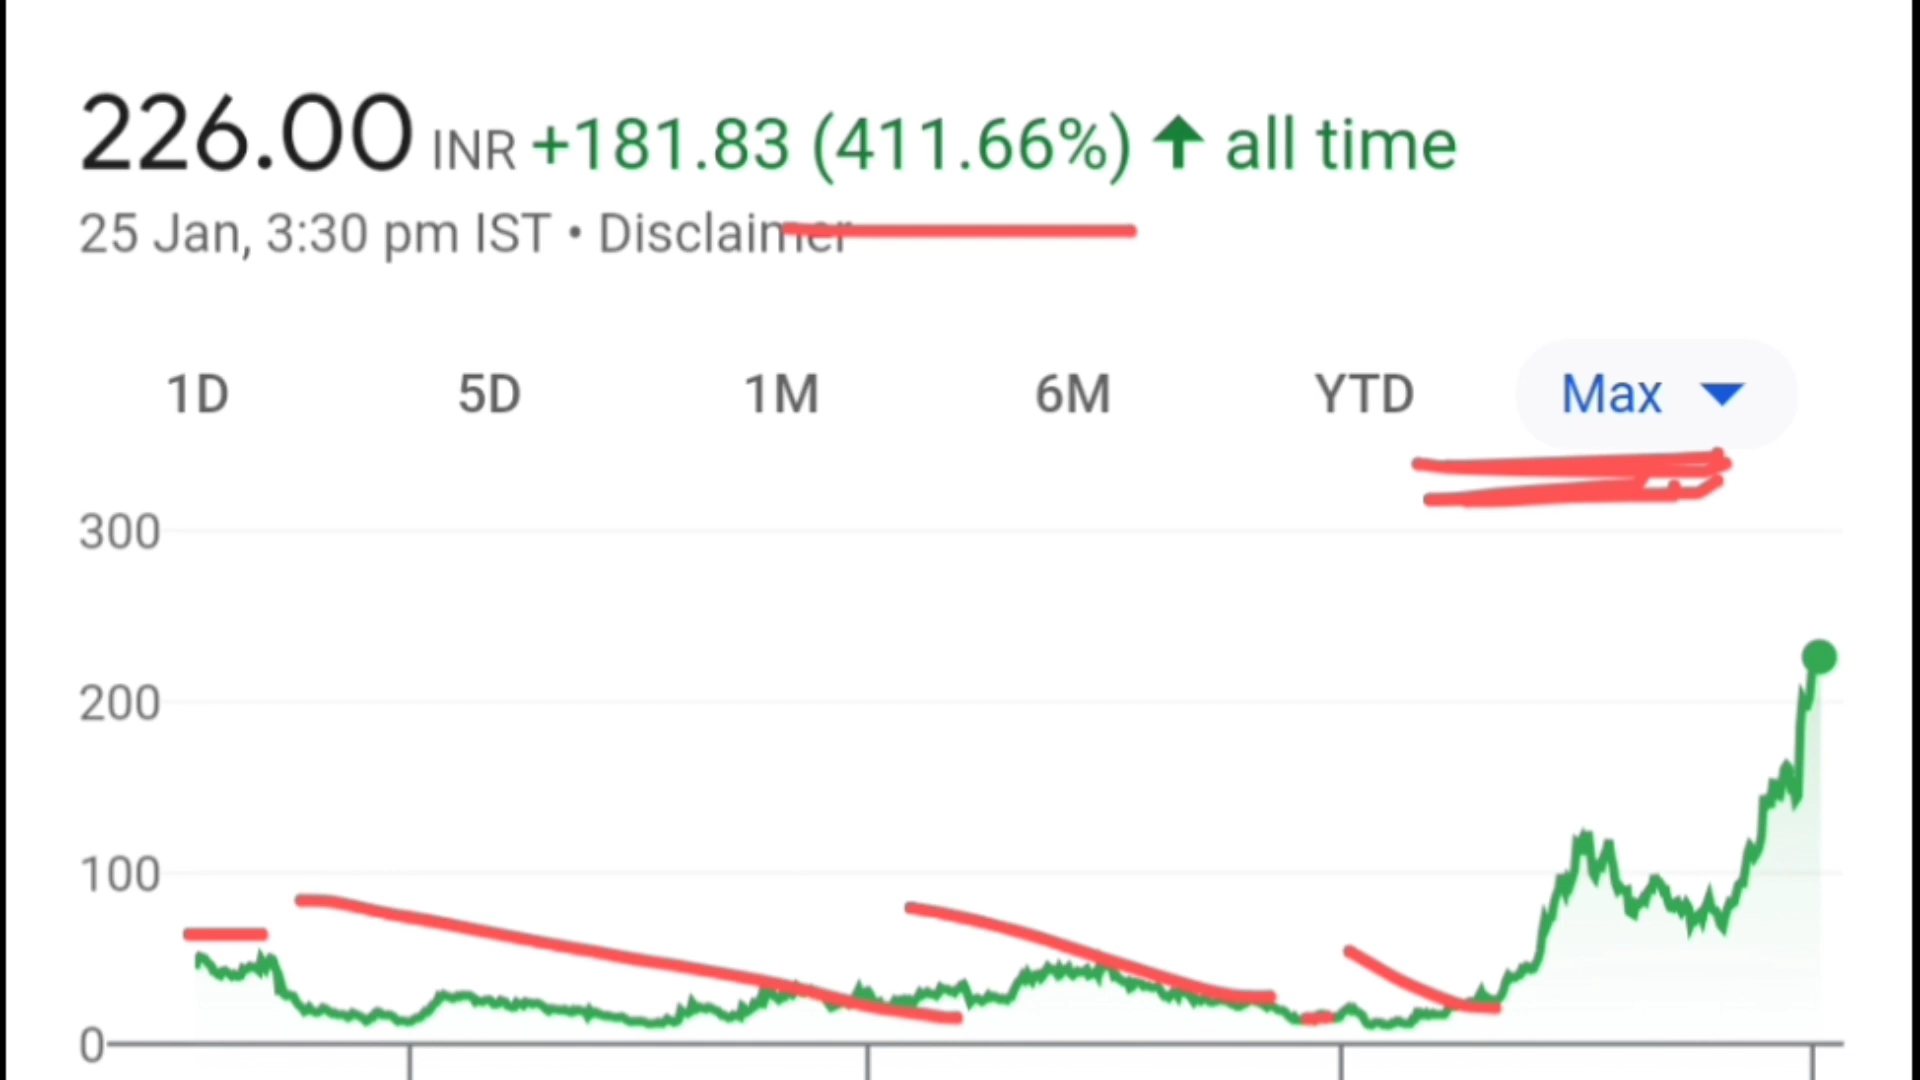 226.00 INR +181.83 (411.66%) ↑ all time
25 Jan, 3:30 pm IST • Disclaimer
1D 5D 1M 6M YTD Max
300
200
100
0